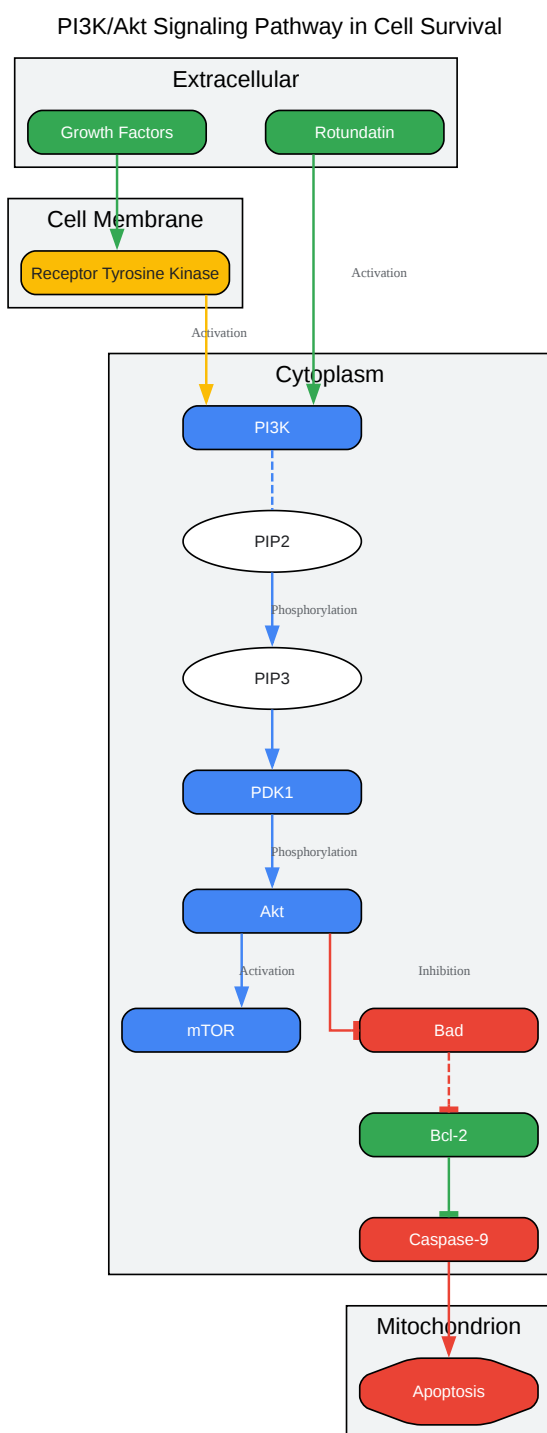 PI3K/Akt Signaling Pathway in Cell Survival
Extracellular
Growth Factors
Rotundatin
Cell Membrane
Receptor Tyrosine Kinase
Activation
Activation
Cytoplasm
PI3K
PIP2
Phosphorylation
PIP3
PDK1
Phosphorylation
Akt
Activation
Inhibition
mTOR
Bad
Bcl-2
Caspase-9
Mitochondrion
Apoptosis